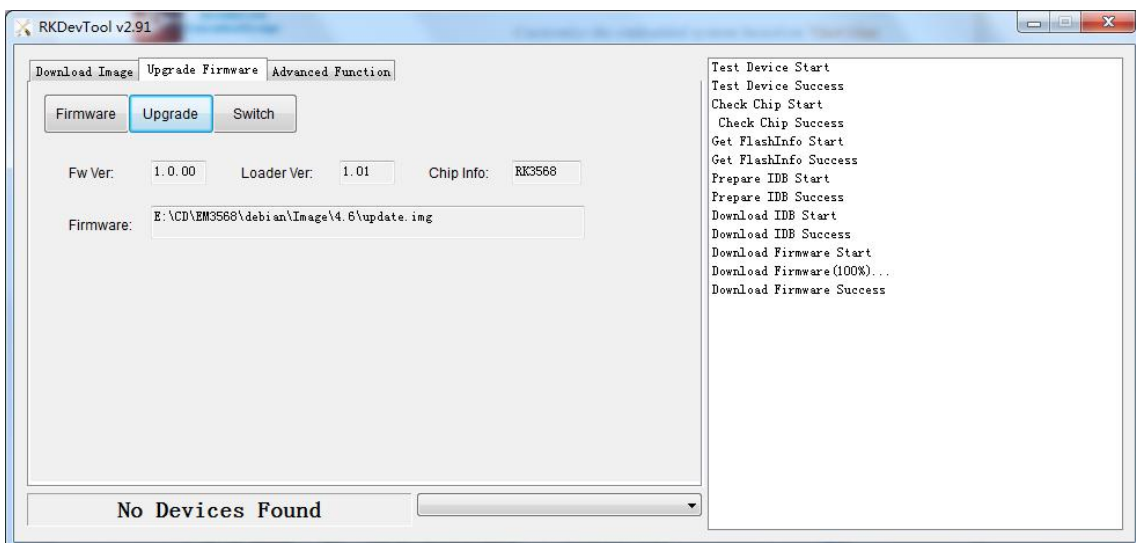 RKDevTool v2.91
Download Image Upgrade Firmware Advanced Function
Firmware Upgrade Switch
Fw Ver: 1.0.00 Loader Ver: 1.01 Chip Info: RK3568
Firmware: E:\CD\EM3568\debian\Image\4.6\update.img
No Devices Found
Test Device Start
Test Device Success
Check Chip Start
Check Chip Success
Get FlashInfo Start
Get FlashInfo Success
Prepare IDB Start
Prepare IDB Success
Download IDB Start
Download IDB Success
Download Firmware Start
Download Firmware(100%)...
Download Firmware Success